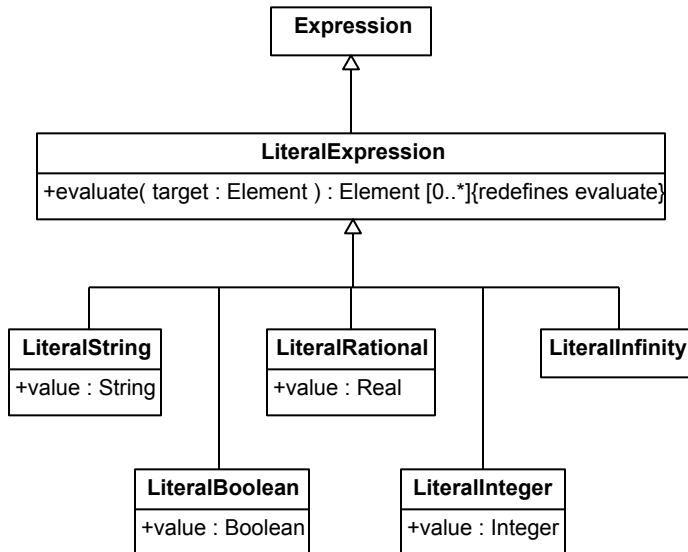 Expression
LiteralExpression
+evaluate( target : Element ) : Element [0..*]{redefines evaluate}
LiteralString
+value : String
LiteralRational
+value : Real
LiteralInfinity
LiteralBoolean
+value : Boolean
LiteralInteger
+value : Integer